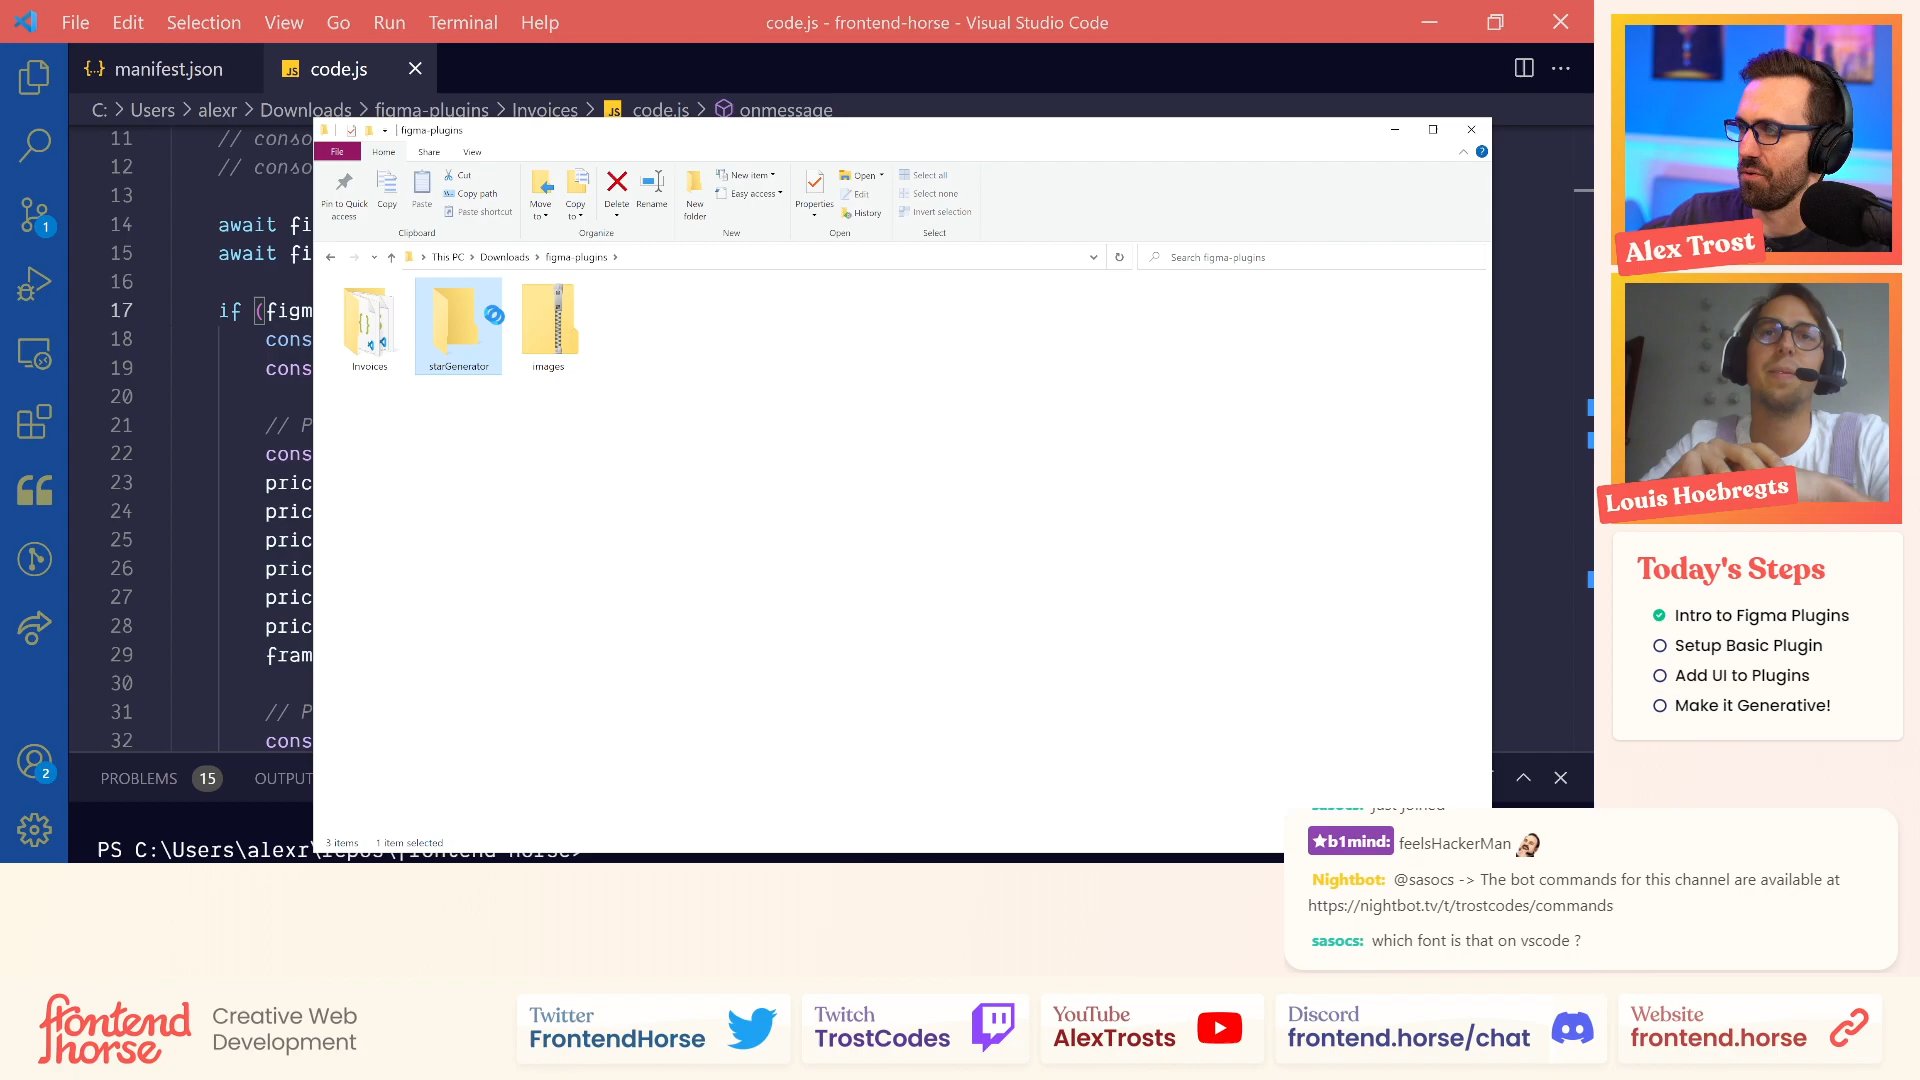 File Edit Selection View Go Run Terminal Help
code.js - frontend-horse - Visual Studio Code
manifest.json
JS code.js
C: > Users > alexr > Downloads > figma-plugins > Invoices > JS code.js > onmessage
11 // conso
12 // conso
13
14 await fi
15 await fi
16
17 if (figm
18 cons
19 cons
20
21 // P
22 cons
23 pric
24 pric
25 pric
26 pric
27 pric
28 pric
29 fram
30
31 // P
32 cons
1
2
PROBLEMS 15 OUTPUT
PS C:\Users\alexr\repos\frontend-horse>
figma-plugins
File Home Share View
Pin to Quick access
Copy
Paste
Cut
Copy path
Paste shortcut
Clipboard
Move to
Copy to
Delete
Rename
Organize
New folder
New item
Easy access
New
Properties
Open
Edit
History
Open
Select all
Select none
Invert selection
Select
This PC > Downloads > figma-plugins >
Search figma-plugins
Invoices
starGenerator
images
3 items 1 item selected
Alex Trost
Louis Hoebregts
Today's Steps
Intro to Figma Plugins
Setup Basic Plugin
Add UI to Plugins
Make it Generative!
sasocs: just joined
★b1mind: feelsHackerMan
Nightbot: @sasocs -> The bot commands for this channel are available at
https://nightbot.tv/t/trostcodes/commands
sasocs: which font is that on vscode ?
frontend horse
Creative Web
Development
Twitter
FrontendHorse
Twitch
TrostCodes
YouTube
AlexTrosts
Discord
frontend.horse/chat
Website
frontend.horse